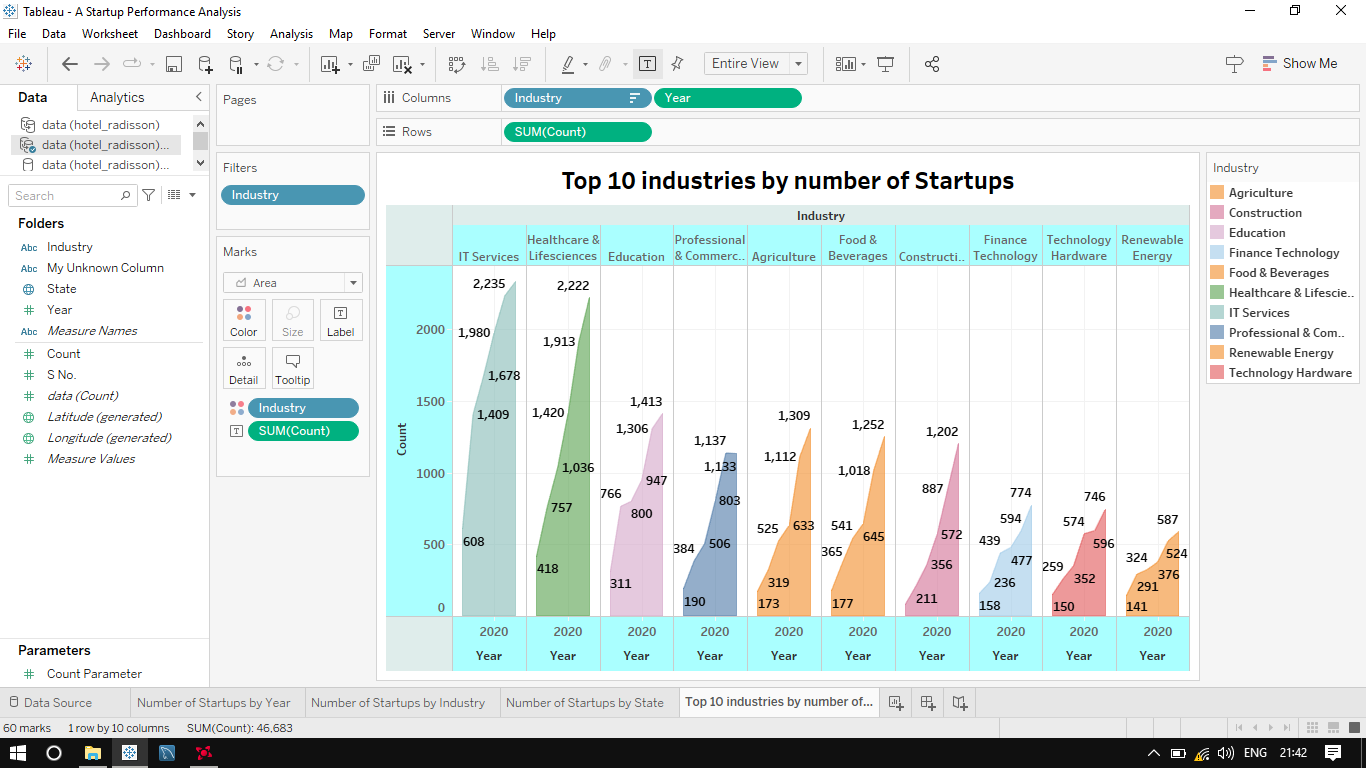 Tableau - A Startup Performance Analysis
File Data Worksheet Dashboard Story Analysis Map Format Server Window Help
Entire View
Show Me
Data Analytics
data (hotel_radisson)
data (hotel_radisson)...
data (hotel_radisson)...
Search
Folders
Abc Industry
Abc My Unknown Column
State
# Year
Abc Measure Names
# Count
# S No.
# data (Count)
Latitude (generated)
Longitude (generated)
# Measure Values
Parameters
# Count Parameter
Pages
Filters
Industry
Marks
Area
Color Size Label
Detail Tooltip
Industry
SUM(Count)
Columns Industry Year
Rows SUM(Count)
Top 10 industries by number of Startups
Industry
IT Services
Healthcare &
Lifesciences
Education
Professional
& Commerc..
Agriculture
Food &
Beverages
Constructi..
Finance
Technology
Technology
Hardware
Renewable
Energy
Count
2000
1500
1000
500
0
2,235
1,980
1,678
1,409
608
2,222
1,913
1,420
1,036
757
418
1,413
1,306
947
766
800
311
1,137
1,133
803
384
506
190
1,309
1,112
525
633
319
173
1,252
1,018
541
645
365
177
1,202
887
572
356
211
774
594
439
477
236
158
746
574
596
259
352
150
587
524
324
376
291
141
2020 2020 2020 2020 2020 2020 2020 2020 2020 2020
Year Year Year Year Year Year Year Year Year Year
Industry
Agriculture
Construction
Education
Finance Technology
Food & Beverages
Healthcare & Lifescie..
IT Services
Professional & Com..
Renewable Energy
Technology Hardware
Data Source Number of Startups by Year Number of Startups by Industry Number of Startups by State Top 10 industries by number of...
60 marks 1 row by 10 columns SUM(Count): 46,683
ENG 21:42